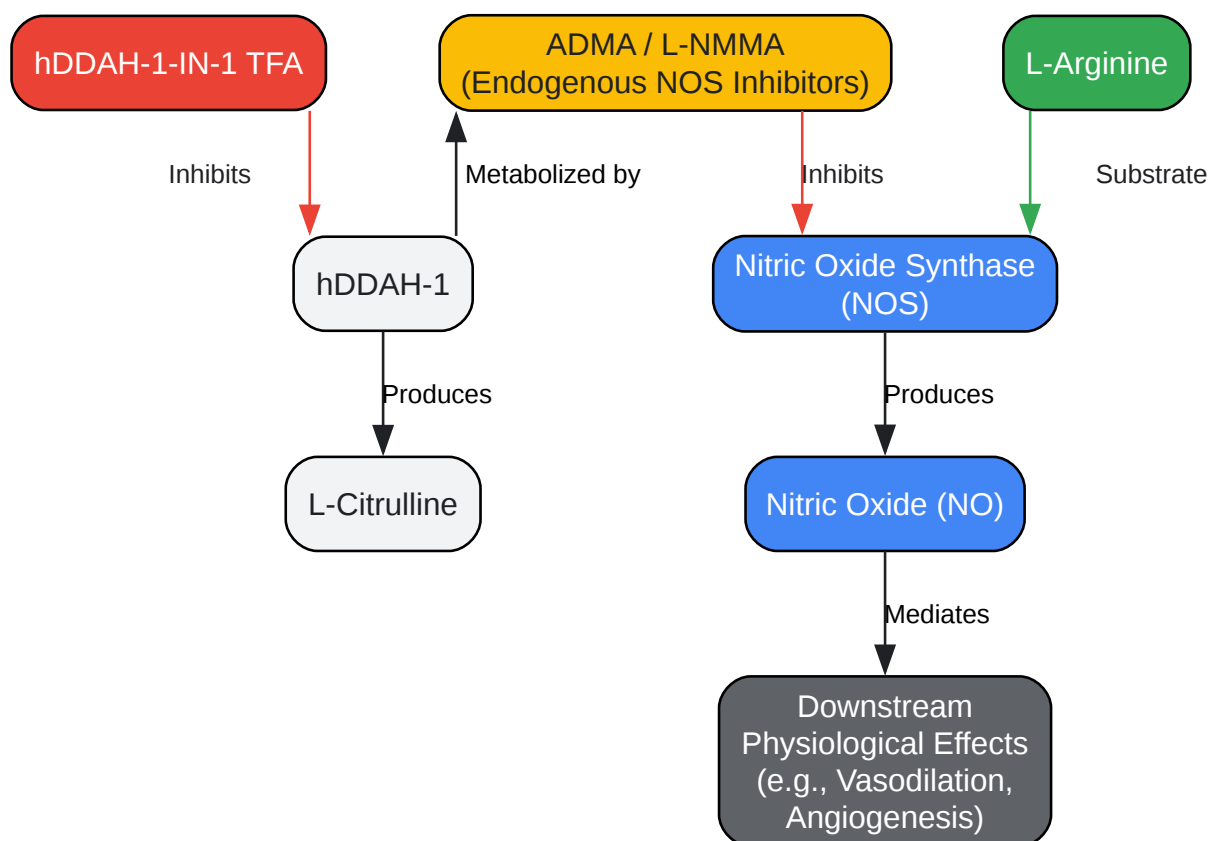 hDDAH-1-IN-1 TFA
ADMA / L-NMMA
(Endogenous NOS Inhibitors)
L-Arginine
Inhibits
Metabolized by
Inhibits
Substrate
hDDAH-1
Nitric Oxide Synthase
(NOS)
Produces
Produces
L-Citrulline
Nitric Oxide (NO)
Mediates
Downstream
Physiological Effects
(e.g., Vasodilation,
Angiogenesis)